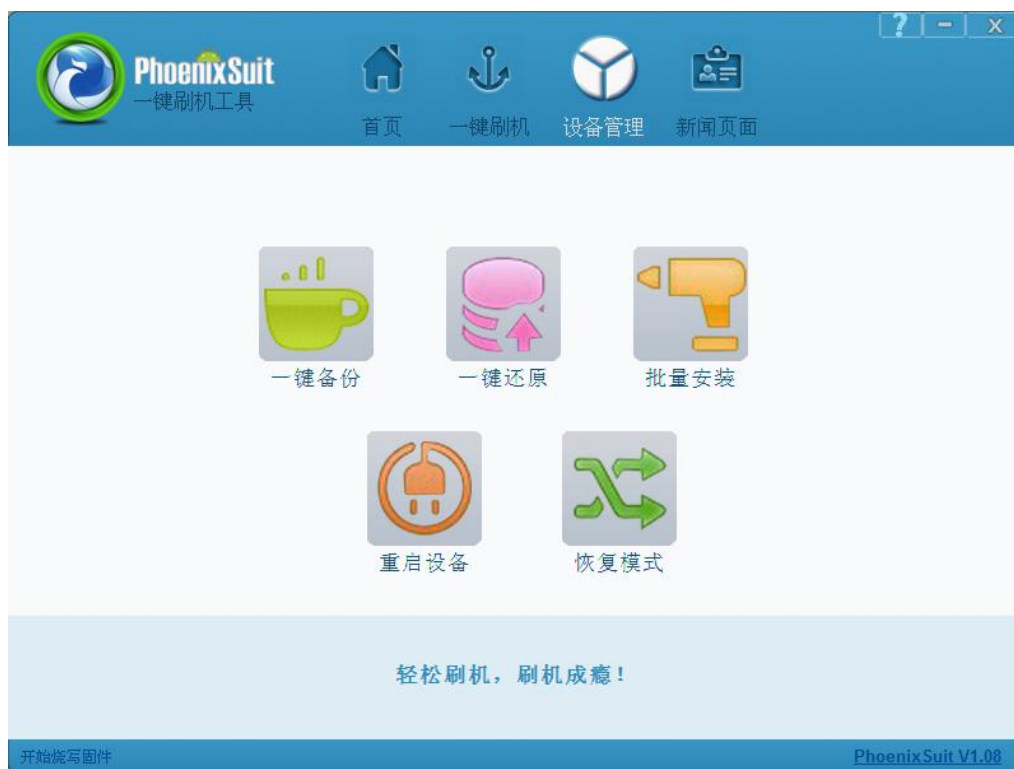 ? - x
PhoenixSuit
一键刷机工具
首页 一键刷机 设备管理 新闻页面
一键备份 一键还原 批量安装
重启设备 恢复模式
轻松刷机，刷机成瘾！
开始烧写固件 PhoenixSuit V1.08